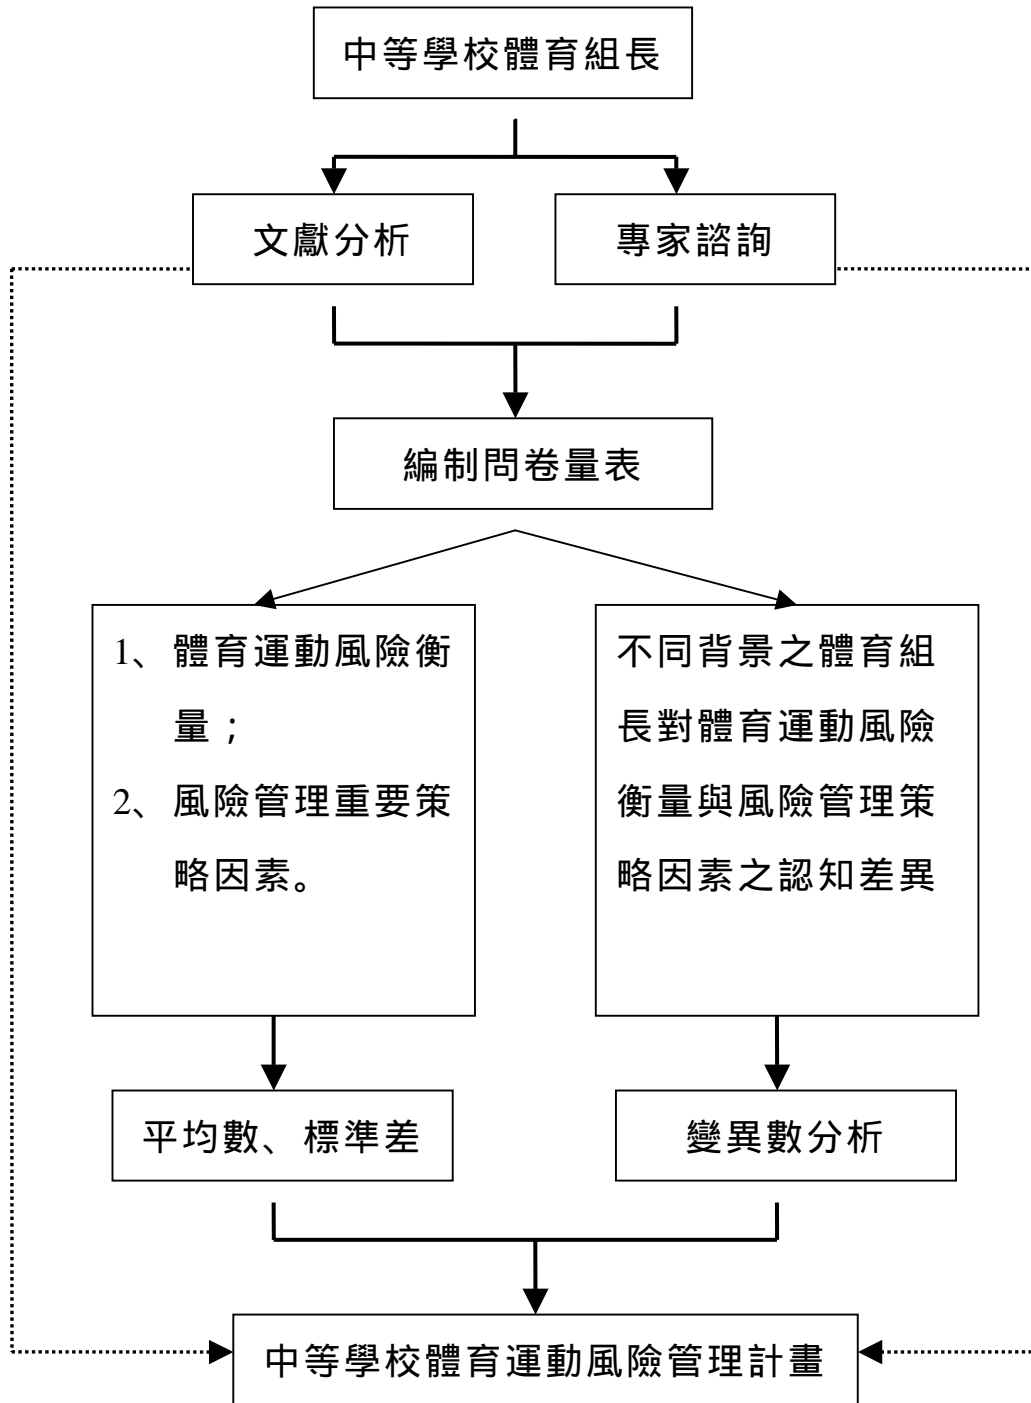 中等學校體育組長
文獻分析
專家諮詢
編制問卷量表
1、 體育運動風險衡
量；
2、 風險管理重要策
略因素。
不同背景之體育組
長對體育運動風險
衡量與風險管理策
略因素之認知差異
平均數、標準差
變異數分析
中等學校體育運動風險管理計畫